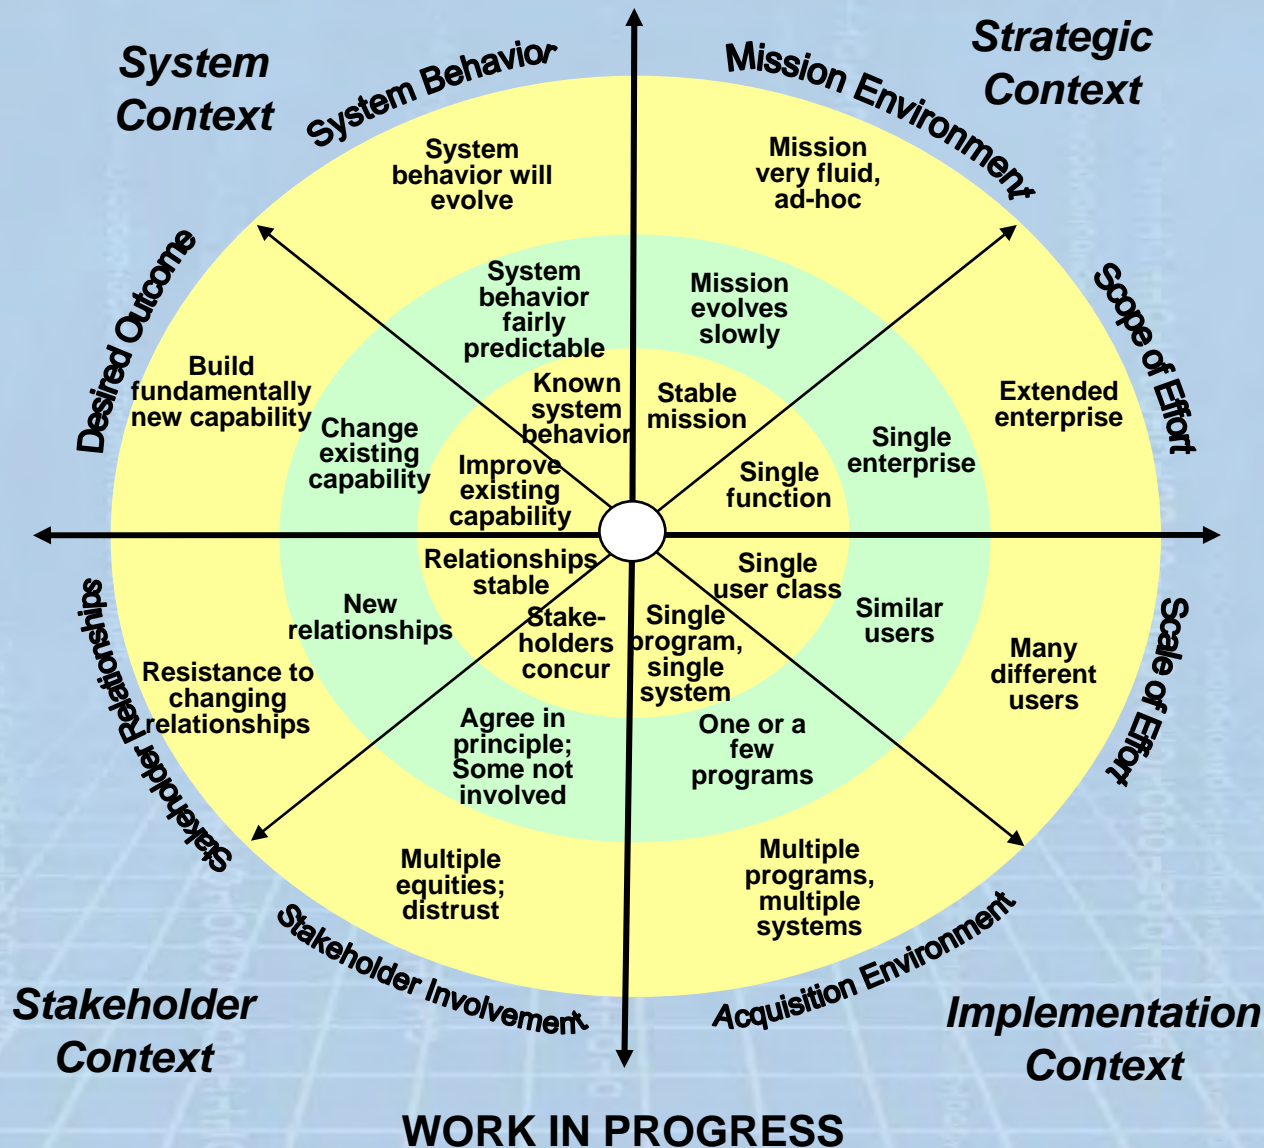 System
Context
System Behavior
Mission Environment
Strategic
Context
System
behavior will
evolve
Mission
very fluid,
ad-hoc
Desired Outcome
Scope of Effort
System
behavior
fairly
predictable
Mission
evolves
slowly
Build
fundamentally
new capability
Change
existing
capability
Known
system
behavior
Stable
mission
Single
enterprise
Extended
enterprise
Improve
existing
capability
Single
function
Relationships
stable
Single
user class
New
relationships
Stake-
holders
concur
Single
program,
single
system
Similar
users
Many
different
users
Resistance to
changing
relationships
Stakeholder Relationships
Scale of Effort
Agree in
principle;
Some not
involved
One or a
few
programs
Multiple
equities;
distrust
Multiple
programs,
multiple
systems
Stakeholder Involvement
Acquisition Environment
Stakeholder
Context
Implementation
Context
WORK IN PROGRESS